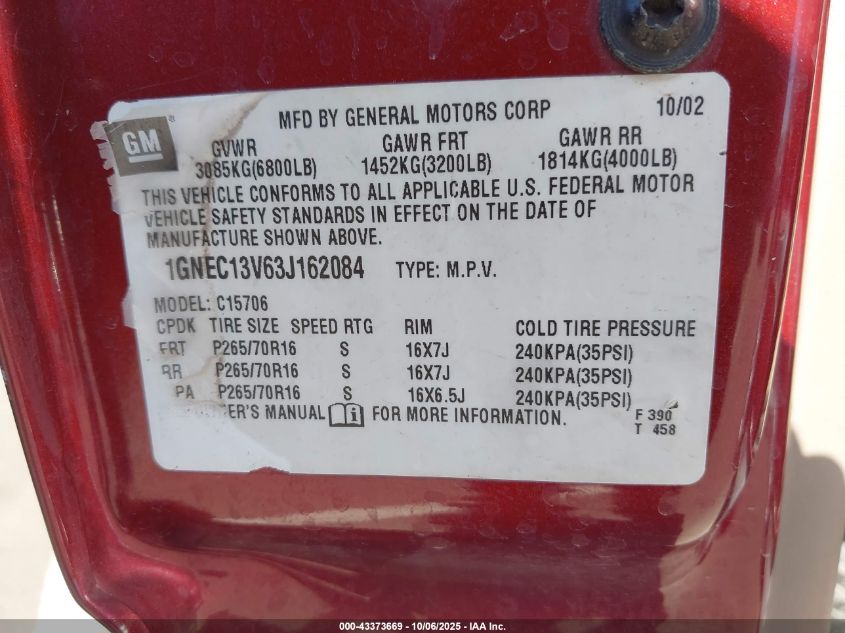 MFD BY GENERAL MOTORS CORP 10/02
GM
GVWR GAWR FRT GAWR RR
3085KG(6800LB) 1452KG(3200LB) 1814KG(4000LB)
THIS VEHICLE CONFORMS TO ALL APPLICABLE U.S. FEDERAL MOTOR
VEHICLE SAFETY STANDARDS IN EFFECT ON THE DATE OF
MANUFACTURE SHOWN ABOVE.
1GNEC13V63J162084 TYPE: M.P.V.
MODEL: C15706
CPDK TIRE SIZE SPEED RTG RIM COLD TIRE PRESSURE
FRT P265/70R16 S 16X7J 240KPA(35PSI)
RR P265/70R16 S 16X7J 240KPA(35PSI)
PA P265/70R16 S 16X6.5J 240KPA(35PSI)
ER'S MANUAL FOR MORE INFORMATION.
F 390
T 458
000-43373669 • 10/06/2025 - IAA Inc.